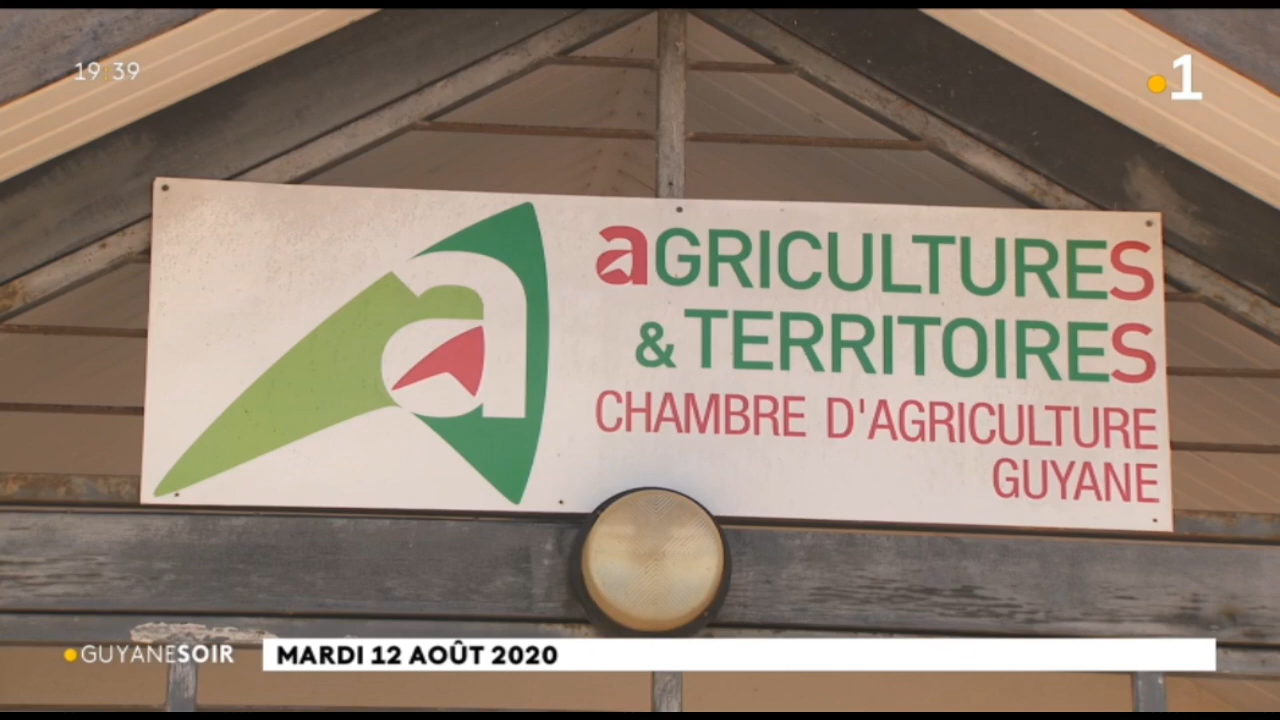 19:39
1
aGRICULTURES
& TERRITOIRES
CHAMBRE D'AGRICULTURE
GUYANE
GUYANESOIR
MARDI 12 AOÛT 2020